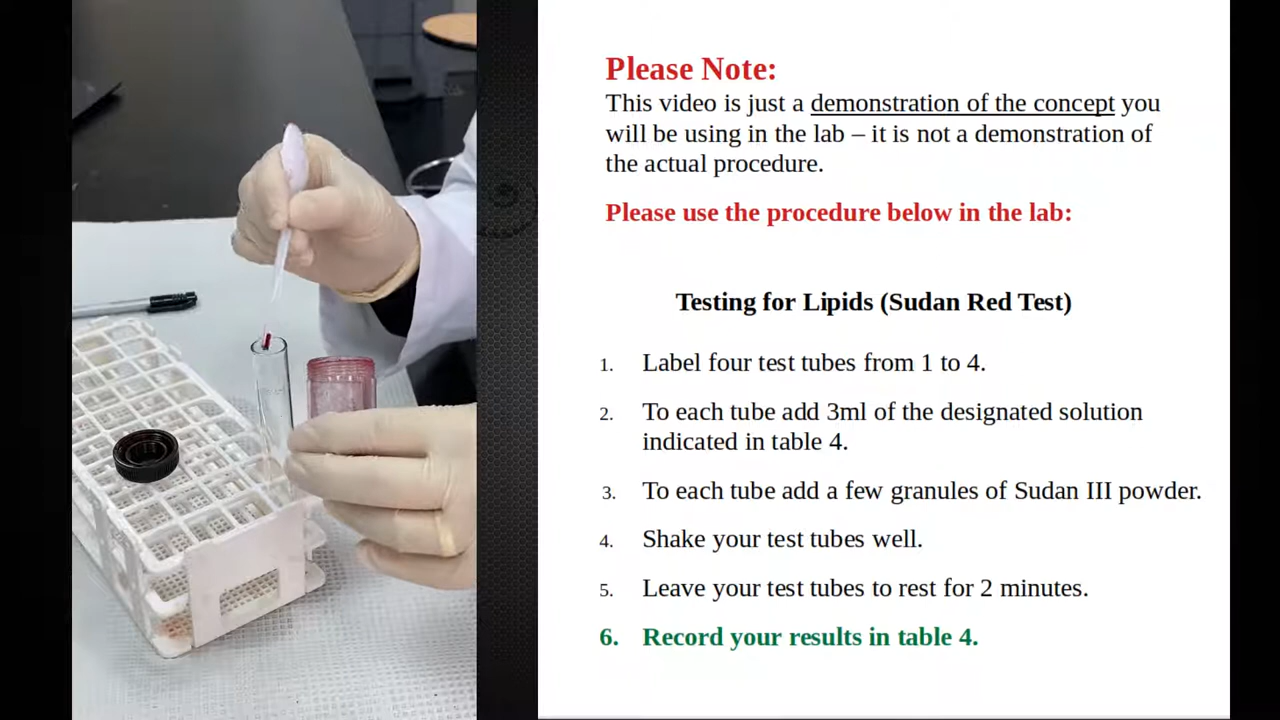 Please Note:
This video is just a demonstration of the concept you
will be using in the lab – it is not a demonstration of
the actual procedure.
Please use the procedure below in the lab:
Testing for Lipids (Sudan Red Test)
1. Label four test tubes from 1 to 4.
2. To each tube add 3ml of the designated solution
indicated in table 4.
3. To each tube add a few granules of Sudan III powder.
4. Shake your test tubes well.
5. Leave your test tubes to rest for 2 minutes.
6. Record your results in table 4.